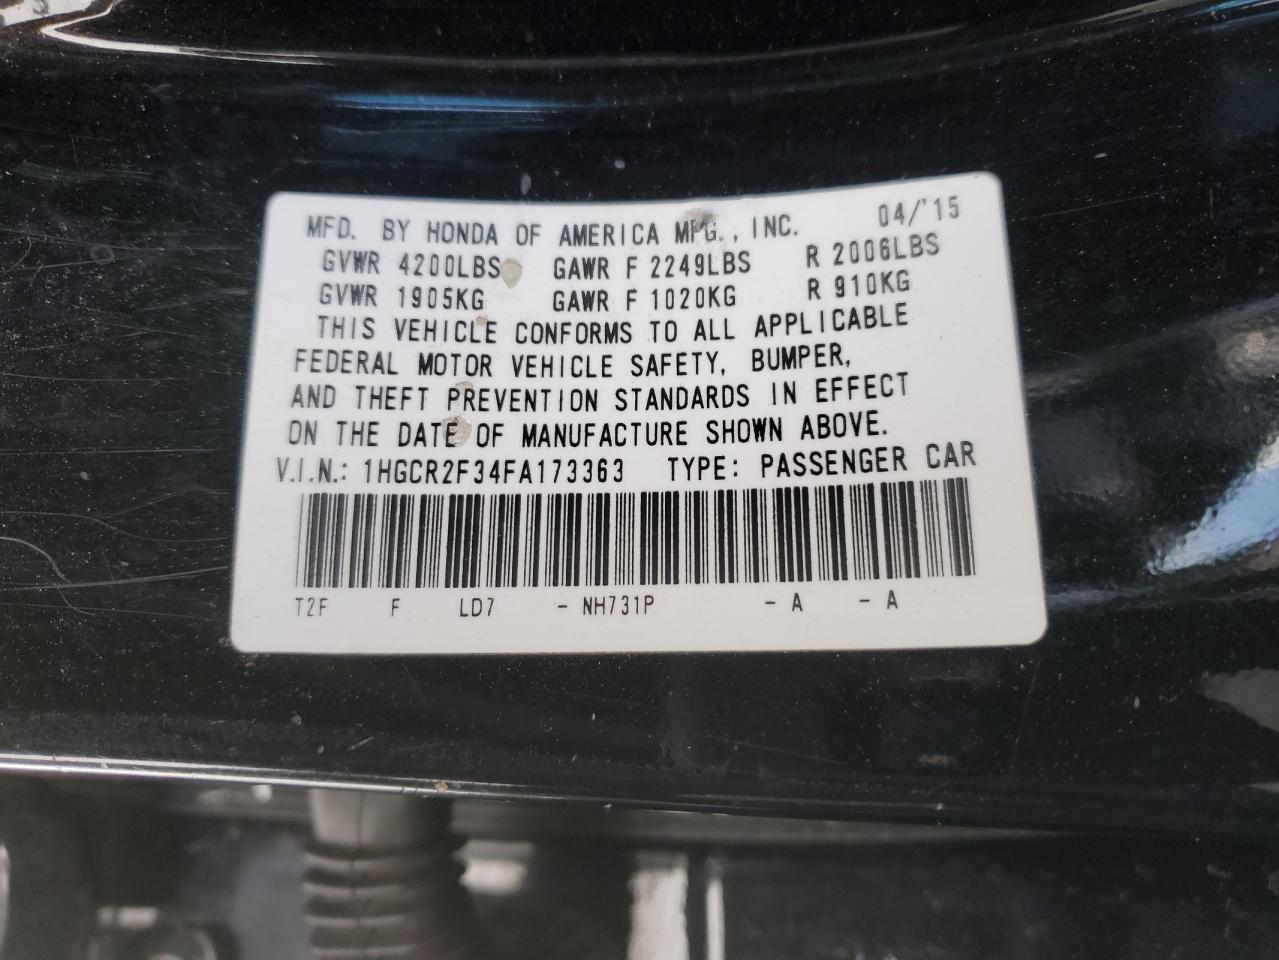 MFD. BY HONDA OF AMERICA MFG., INC. 04/'15
GVWR 4200LBS GAWR F 2249LBS R 2006LBS
GVWR 1905KG GAWR F 1020KG R 910KG
THIS VEHICLE CONFORMS TO ALL APPLICABLE
FEDERAL MOTOR VEHICLE SAFETY, BUMPER,
AND THEFT PREVENTION STANDARDS IN EFFECT
ON THE DATE OF MANUFACTURE SHOWN ABOVE.
V.I.N.: 1HGCR2F34FA173363 TYPE: PASSENGER CAR
T2F F LD7 - NH731P - A - A